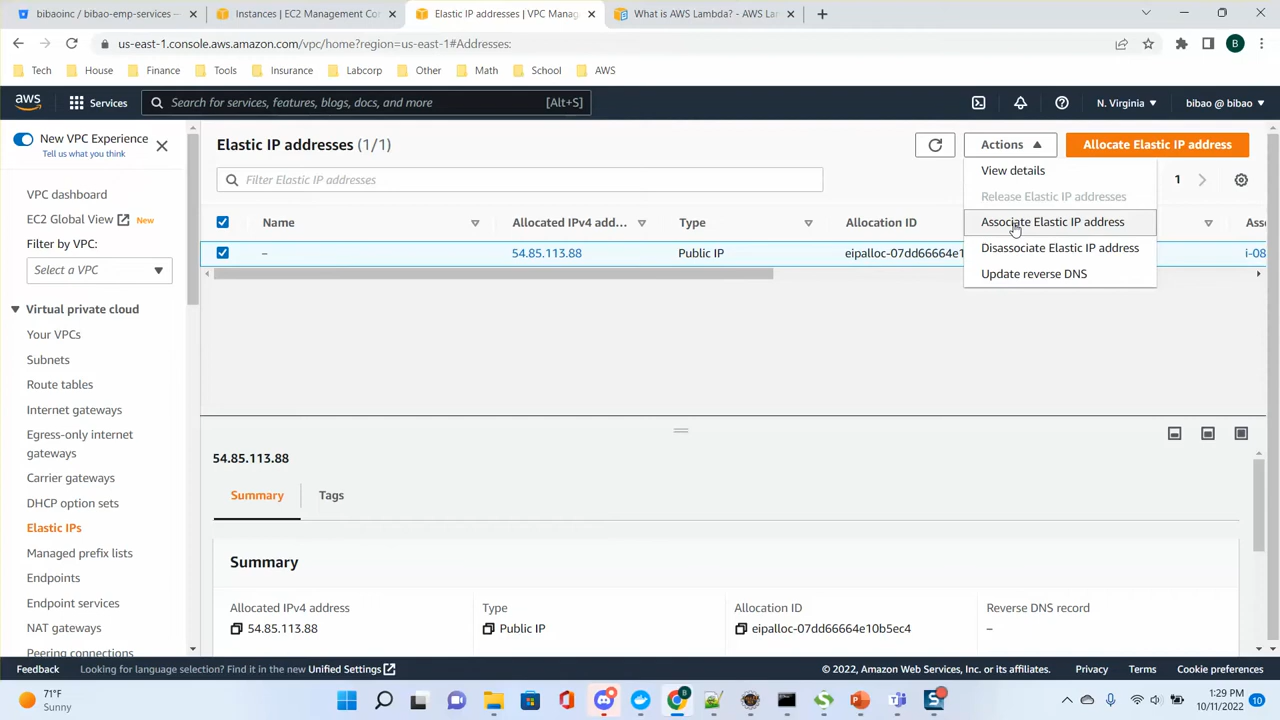 bibaoinc / bibao-emp-services —
Instances | EC2 Management Con
Elastic IP addresses | VPC Manag
What is AWS Lambda? - AWS Lam
us-east-1.console.aws.amazon.com/vpc/home?region=us-east-1#Addresses:
B
Tech
House
Finance
Tools
Insurance
Labcorp
Other
Math
School
AWS
aws
Services
Search for services, features, blogs, docs, and more
[Alt+S]
N. Virginia
bibao @ bibao
New VPC Experience
Tell us what you think
VPC dashboard
EC2 Global View
New
Filter by VPC:
Select a VPC
Virtual private cloud
Your VPCs
Subnets
Route tables
Internet gateways
Egress-only internet
gateways
Carrier gateways
DHCP option sets
Elastic IPs
Managed prefix lists
Endpoints
Endpoint services
NAT gateways
Peering connections
Elastic IP addresses (1/1)
Actions
Allocate Elastic IP address
Filter Elastic IP addresses
1
View details
Release Elastic IP addresses
Associate Elastic IP address
Disassociate Elastic IP address
Update reverse DNS
Name
Allocated IPv4 add...
Type
Allocation ID
Asso
–
54.85.113.88
Public IP
eipalloc-07dd66664e1
i-08
54.85.113.88
Summary
Tags
Summary
Allocated IPv4 address
54.85.113.88
Type
Public IP
Allocation ID
eipalloc-07dd66664e10b5ec4
Reverse DNS record
–
Feedback
Looking for language selection? Find it in the new Unified Settings
© 2022, Amazon Web Services, Inc. or its affiliates.
Privacy
Terms
Cookie preferences
71°F
Sunny
1:29 PM
10/11/2022
10